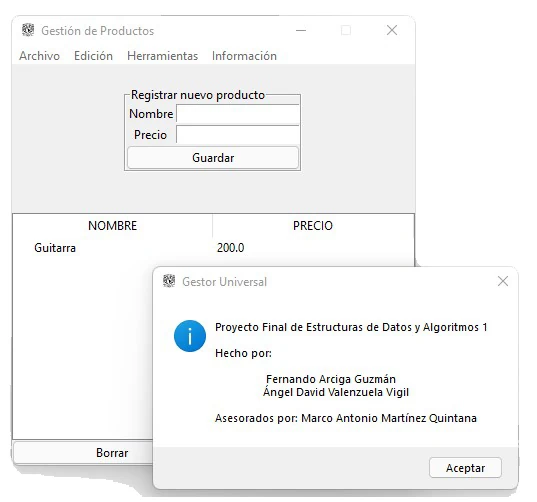 Gestión de Productos
Archivo Edición Herramientas Información
Registrar nuevo producto
Nombre
Precio
Guardar
NOMBRE PRECIO
Guitarra 200.0
Gestor Universal
Proyecto Final de Estructuras de Datos y Algoritmos 1
Hecho por:
Fernando Arciga Guzmán
Ángel David Valenzuela Vigil
Asesorados por: Marco Antonio Martínez Quintana
Borrar
Aceptar